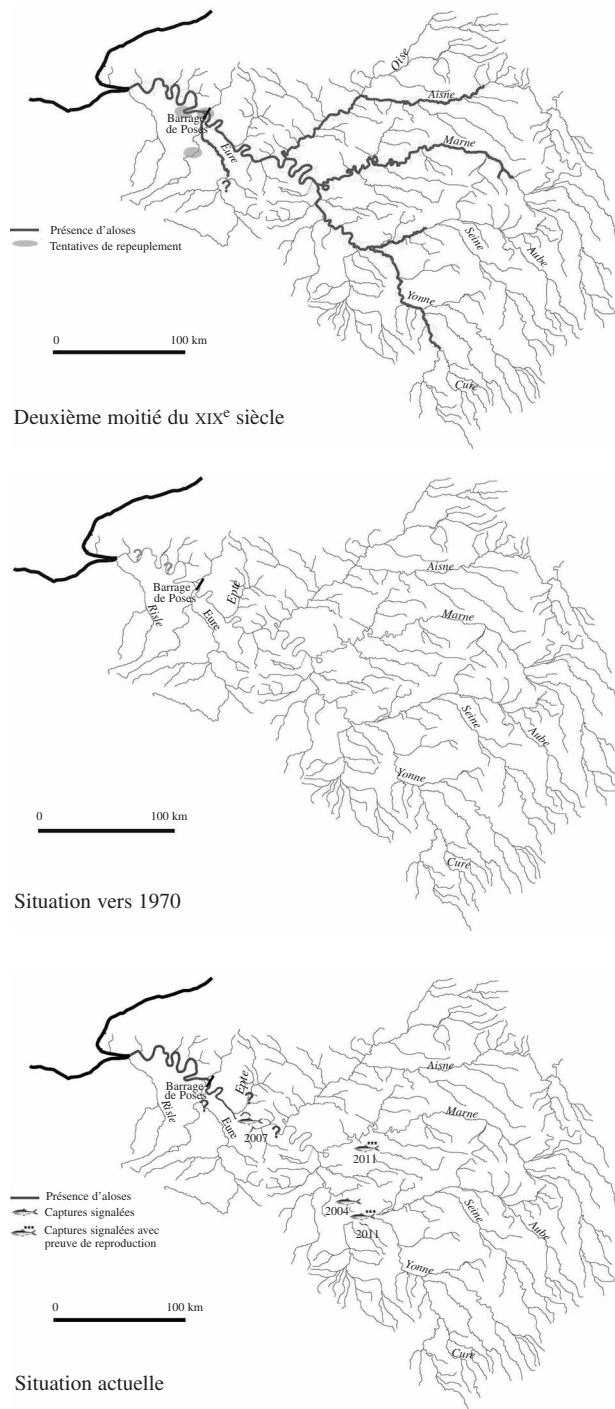 Oise
Aisne
Barrage
de Poses
Eure
Marne
?
Présence d'aloses
Tentatives de repeuplement
Seine
Aube
Yonne
0 100 km
Cure
Deuxième moitié du XIXe siècle
? ?
Aisne
Barrage
de Poses
Epte
Risle
Eure
Marne
Seine
Aube
Yonne
0 100 km
Cure
Situation vers 1970
Aisne
Barrage
de Poses
Epte
?
Risle
?
Eure
?
Marne
2007
2011
Présence d'aloses
Captures signalées
Captures signalées avec
preuve de reproduction
2004
2011
Seine
Aube
Yonne
0 100 km
Cure
Situation actuelle